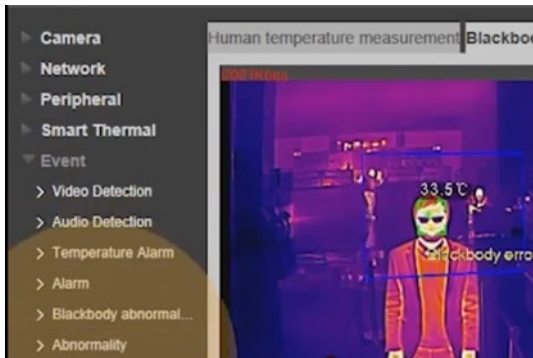 Camera
Network
Peripheral
Smart Thermal
Event
Video Detection
Audio Detection
Temperature Alarm
Alarm
Blackbody abnormal...
Abnormality
Human temperature measurement
33.5℃